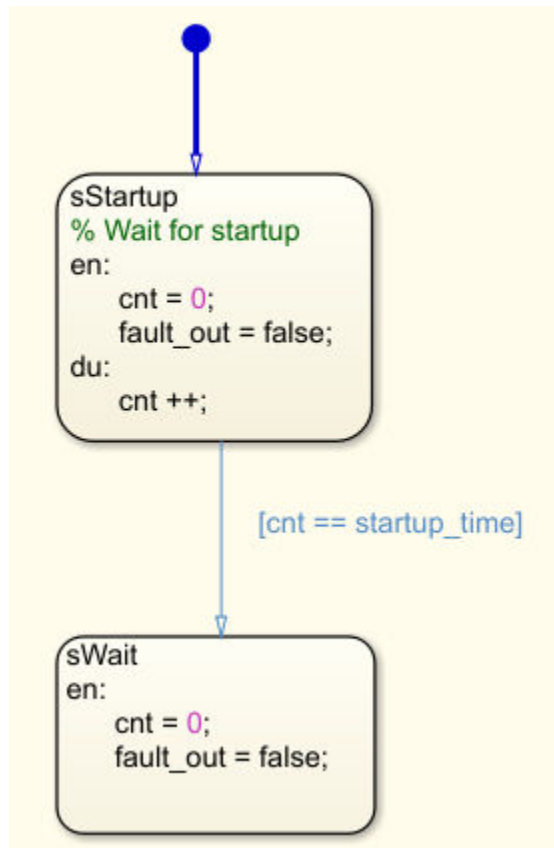 sStartup
% Wait for startup
en:
cnt = 0;
fault_out = false;
du:
cnt ++;
[cnt == startup_time]
sWait
en:
cnt = 0;
fault_out = false;